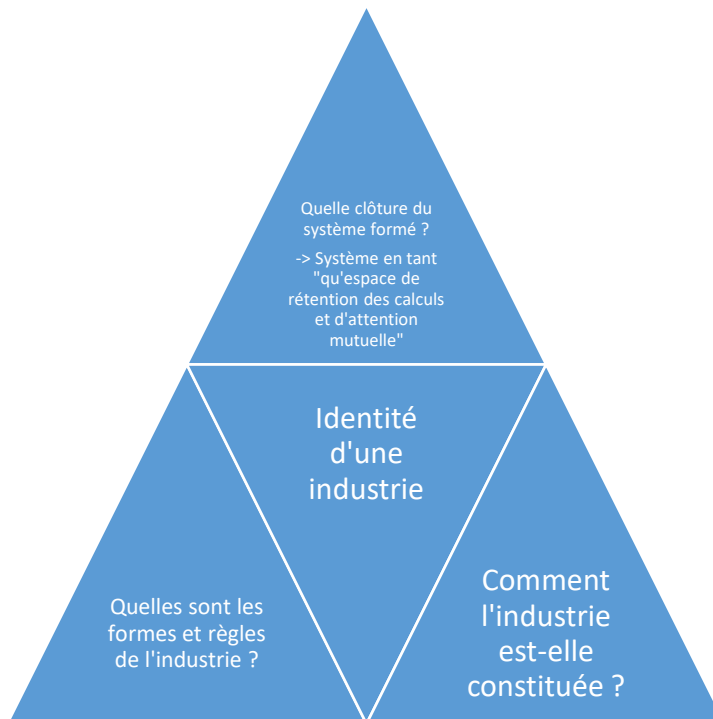 Quelle clôture du
système formé ?
-> Système en tant
"qu'espace de
rétention des calculs
et d'attention
mutuelle"
Identité
d'une
industrie
Quelles sont les
formes et règles
de l'industrie ?
Comment
l'industrie
est-elle
constituée ?